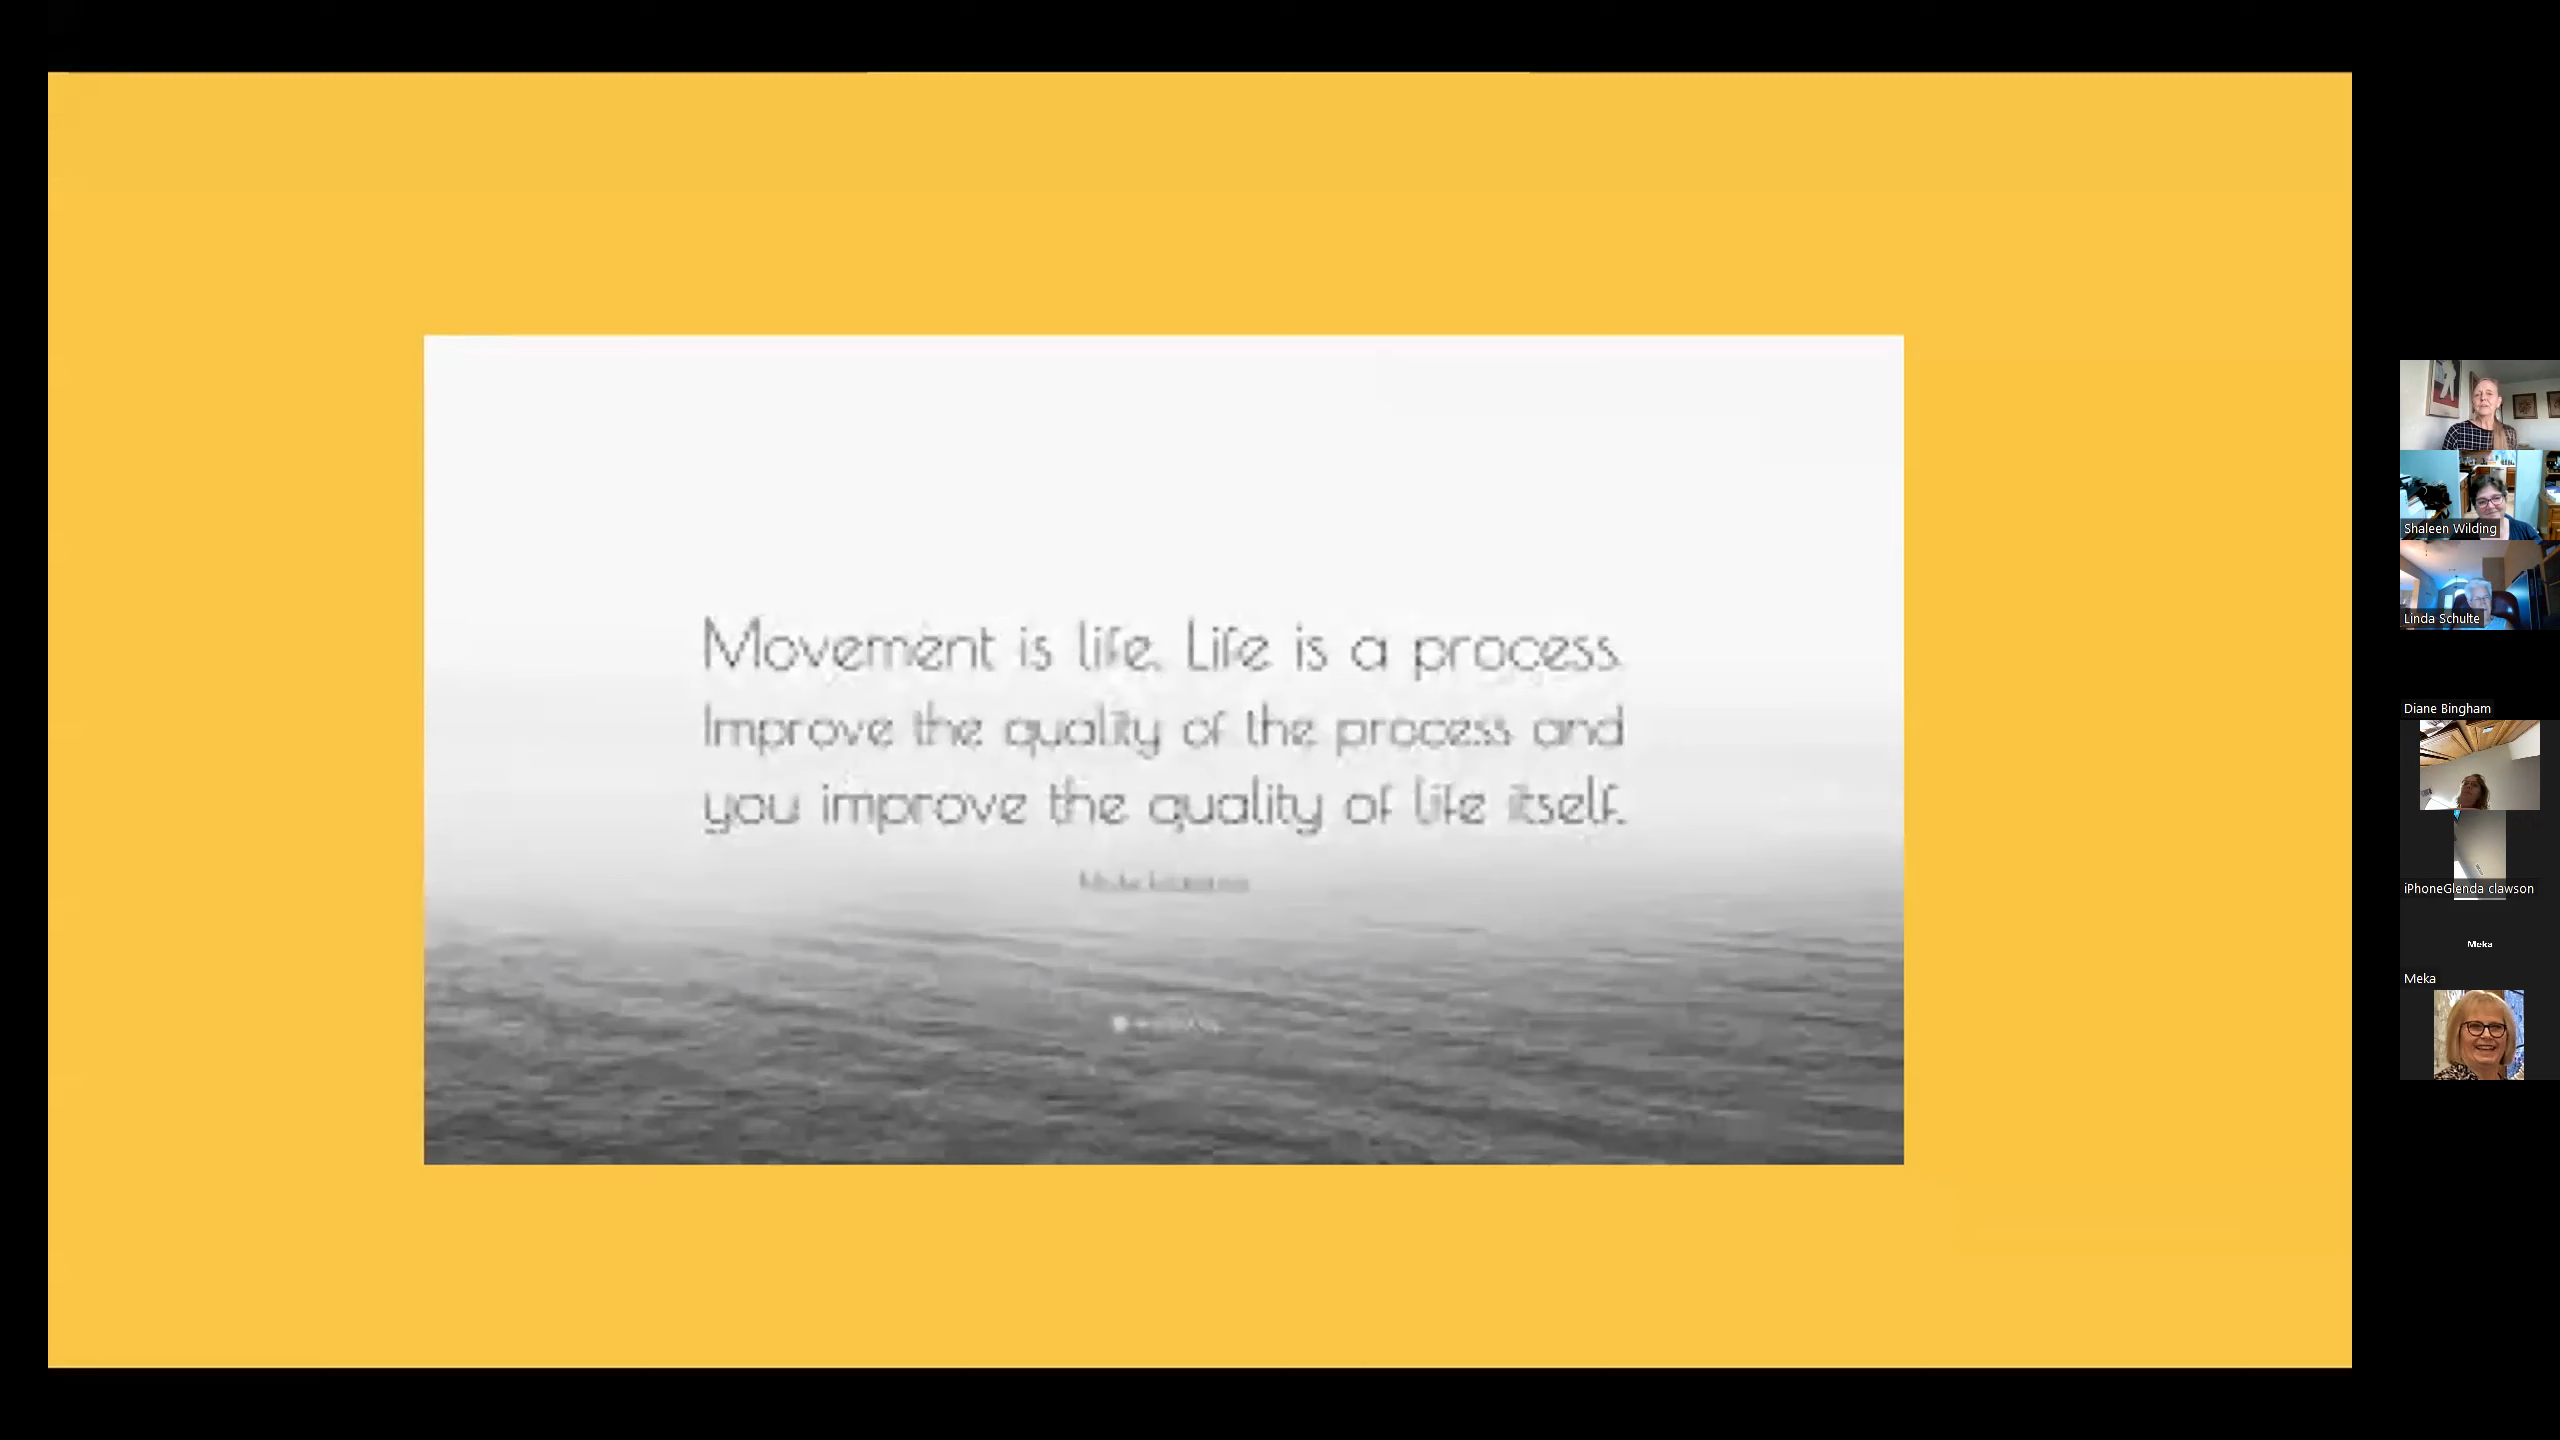 Movement is life. Life is a process.
Improve the quality of the process and
you improve the quality of life itself.
Shaleen Wilding
Linda Schulte
Diane Bingham
iPhoneGlenda clawson
Meka
Meka